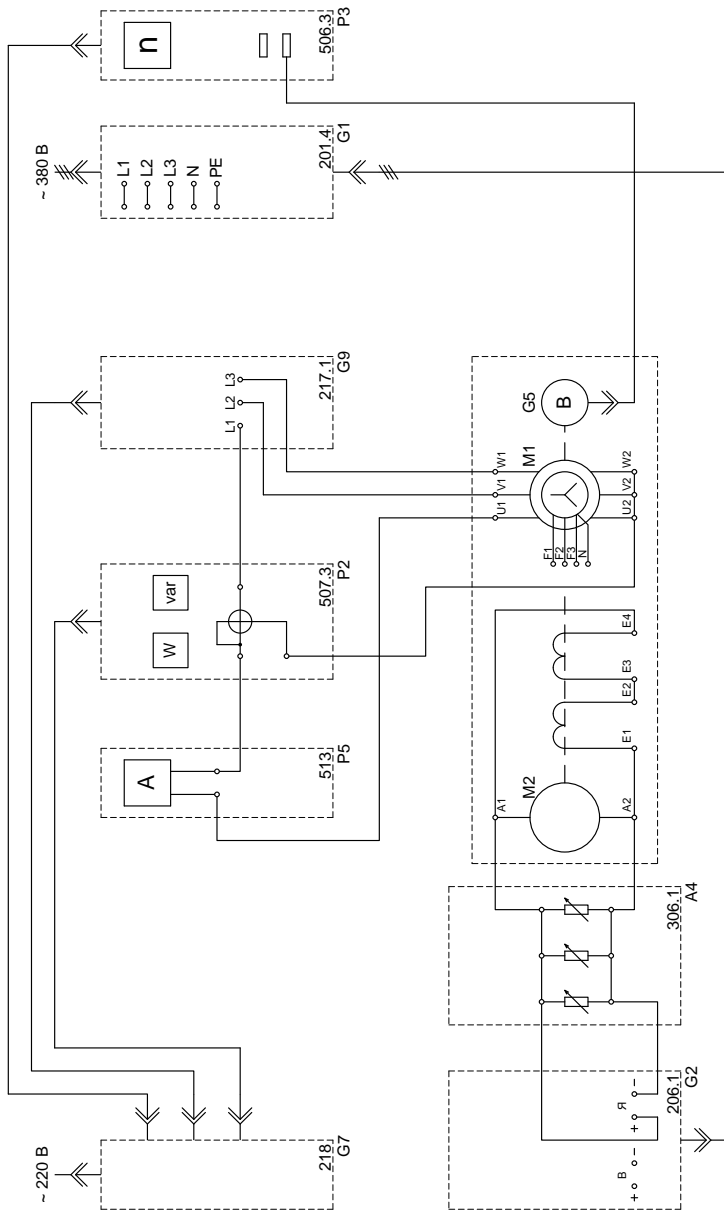 ~ 220 В
218
G7
А
513
P5
W
var
507.3
P2
L1
L2
L3
217.1
G9
~ 380 В
L1
L2
L3
N
PE
201.4
G1
n
506.3
P3
+
В
−
+
Я
−
206.1
G2
306.1
A4
A1
M2
A2
E1
E2
E3
E4
F1
F2
F3
N
U1
V1
W1
M1
U2
V2
W2
G5
В